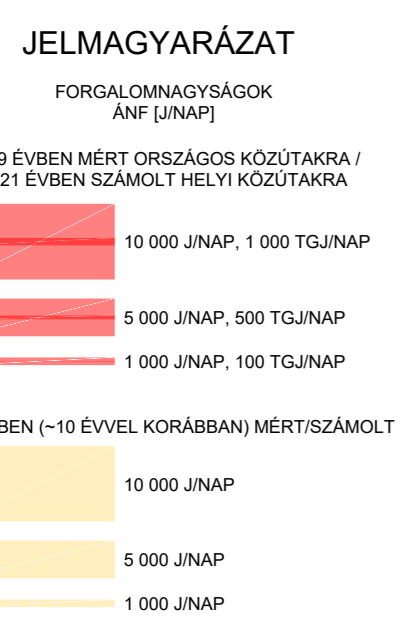 JELMAGYARÁZAT
FORGALOMNAGYSÁGOK
ÁNF [J/NAP]
9 ÉVBEN MÉRT ORSZÁGOS KÖZÚTAKRA /
21 ÉVBEN SZÁMOLT HELYI KÖZÚTAKRA
10 000 J/NAP, 1 000 TGJ/NAP
5 000 J/NAP, 500 TGJ/NAP
1 000 J/NAP, 100 TGJ/NAP
BEN (~10 ÉVVEL KORÁBBAN) MÉRT/SZÁMOLT
10 000 J/NAP
5 000 J/NAP
1 000 J/NAP